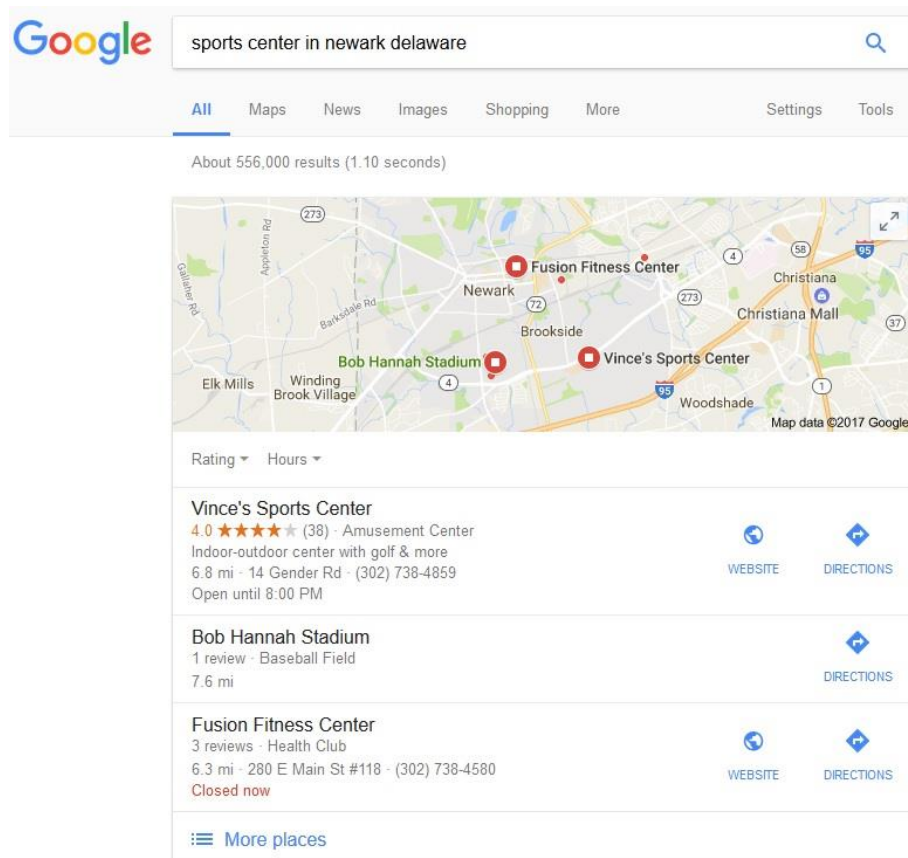 Google
sports center in newark delaware
All Maps News Images Shopping More Settings Tools
About 556,000 results (1.10 seconds)
273
Appleton Rd
Gallaher Rd
Barksdale Rd
Fusion Fitness Center
Newark
72
4
58
95
Christiana
273
Christiana Mall
37
Brookside
Bob Hannah Stadium
Vince's Sports Center
Elk Mills
Winding
Brook Village
4
95
1
Woodshade
Map data ©2017 Google
Rating Hours
Vince's Sports Center
4.0 ★★★★★ (38) · Amusement Center
Indoor-outdoor center with golf & more
6.8 mi · 14 Gender Rd · (302) 738-4859
Open until 8:00 PM
WEBSITE DIRECTIONS
Bob Hannah Stadium
1 review · Baseball Field
7.6 mi
DIRECTIONS
Fusion Fitness Center
3 reviews · Health Club
6.3 mi · 280 E Main St #118 · (302) 738-4580
Closed now
WEBSITE DIRECTIONS
More places